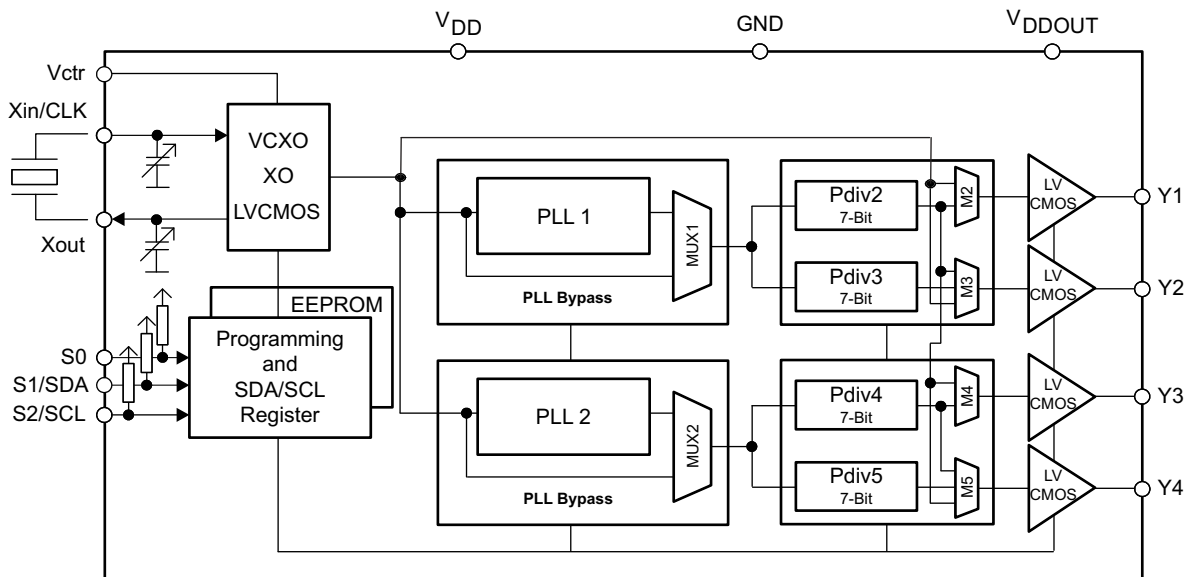 VDD
GND
VDDOUT
Vctr
Xin/CLK
VCXO
XO
LVCMOS
Xout
PLL 1
MUX1
PLL Bypass
Pdiv2
7-Bit
M2
LV
CMOS
Y1
Pdiv3
7-Bit
M3
LV
CMOS
Y2
EEPROM
Programming
and
SDA/SCL
Register
S0
S1/SDA
S2/SCL
PLL 2
MUX2
PLL Bypass
Pdiv4
7-Bit
M4
LV
CMOS
Y3
Pdiv5
7-Bit
M5
LV
CMOS
Y4